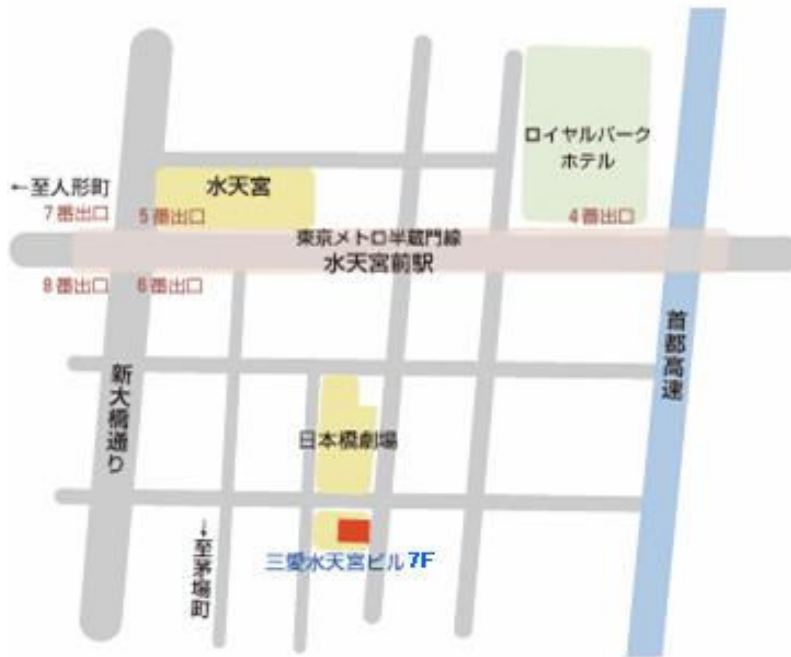 ロイヤルパーク
ホテル
←至人形町
水天宮
7番出口
5番出口
4番出口
東京メトロ半蔵門線
水天宮前駅
8番出口
6番出口
首都高速
新大橋通り
日本橋劇場
→至茅場町
三愛水天宮ビル 7F